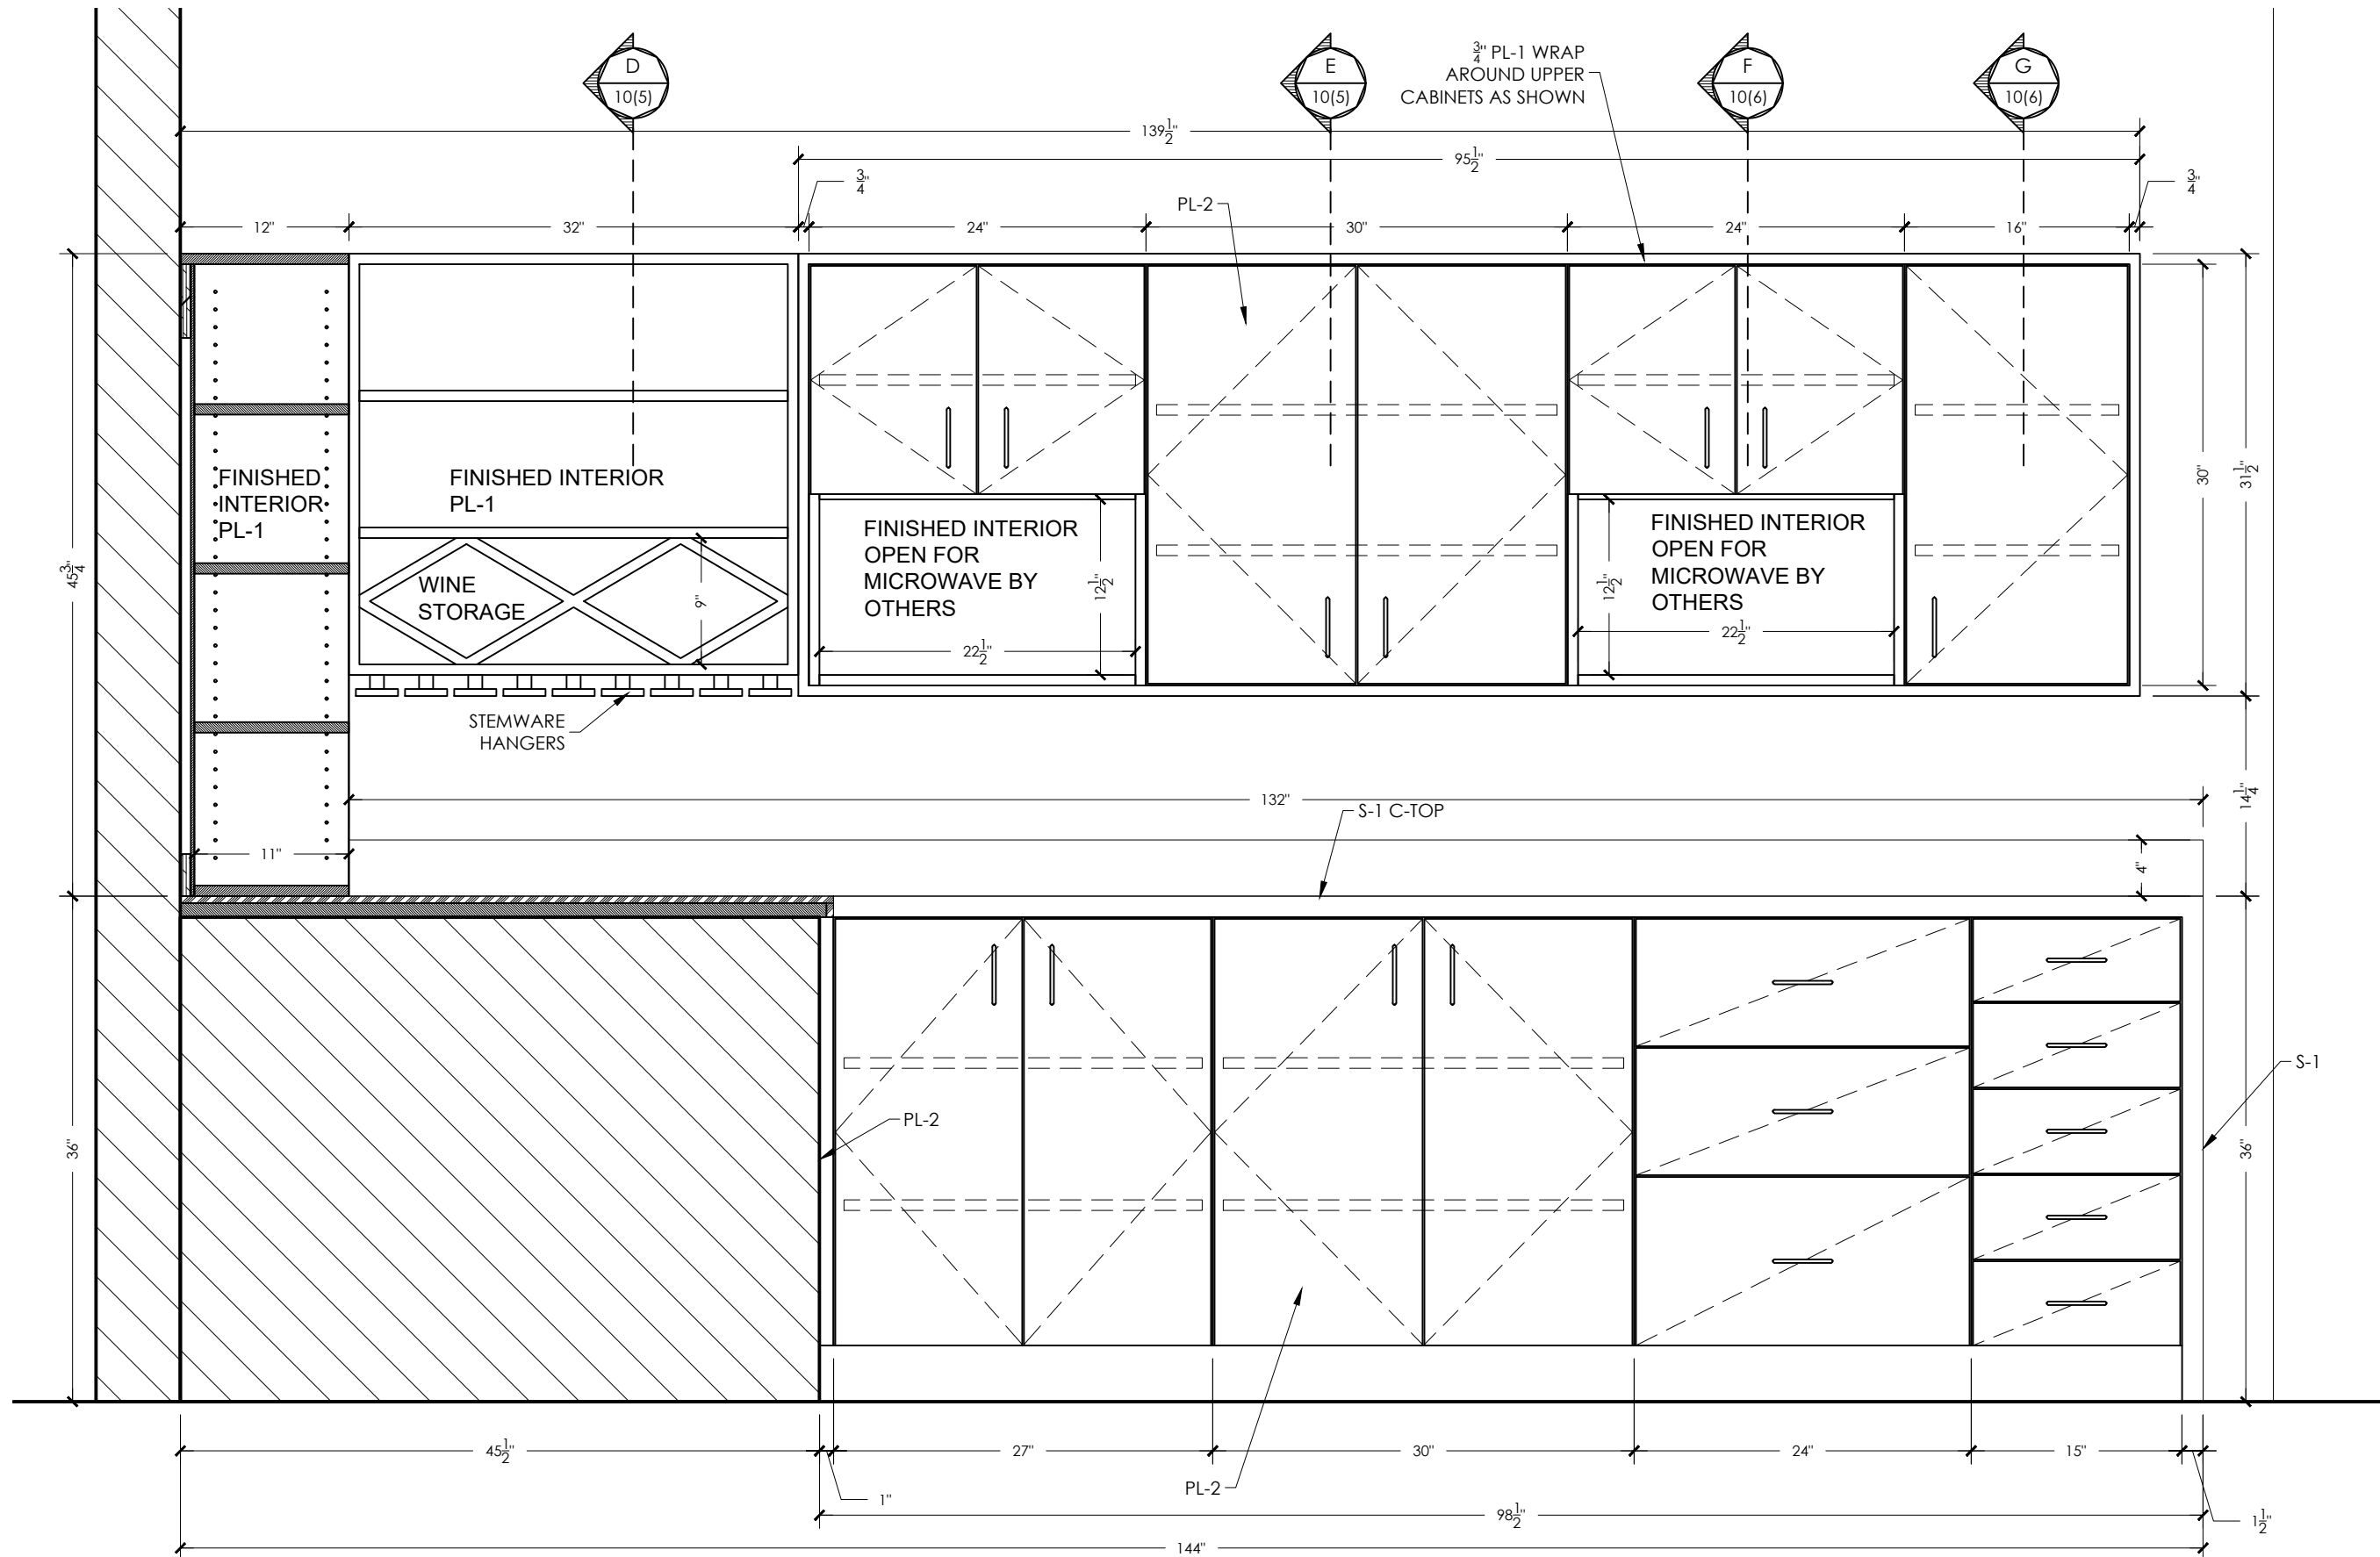 D
10(5)
E
10(5)
3/4" PL-1 WRAP
AROUND UPPER
CABINETS AS SHOWN
F
10(6)
G
10(6)
139 1/2"
95 1/2"
3/4"
3/4"
PL-2
12"
32"
24"
30"
24"
16"
FINISHED
INTERIOR
PL-1
FINISHED INTERIOR
PL-1
30"
31 1/2"
45 3/4"
FINISHED INTERIOR
OPEN FOR
MICROWAVE BY
OTHERS
12 1/2"
22 1/2"
FINISHED INTERIOR
OPEN FOR
MICROWAVE BY
OTHERS
12 1/2"
22 1/2"
WINE
STORAGE
9"
STEMWARE
HANGERS
132"
14 1/4"
S-1 C-TOP
11"
4"
S-1
PL-2
36"
36"
45 1/2"
27"
30"
24"
15"
1"
PL-2
98 1/2"
1 1/2"
144"